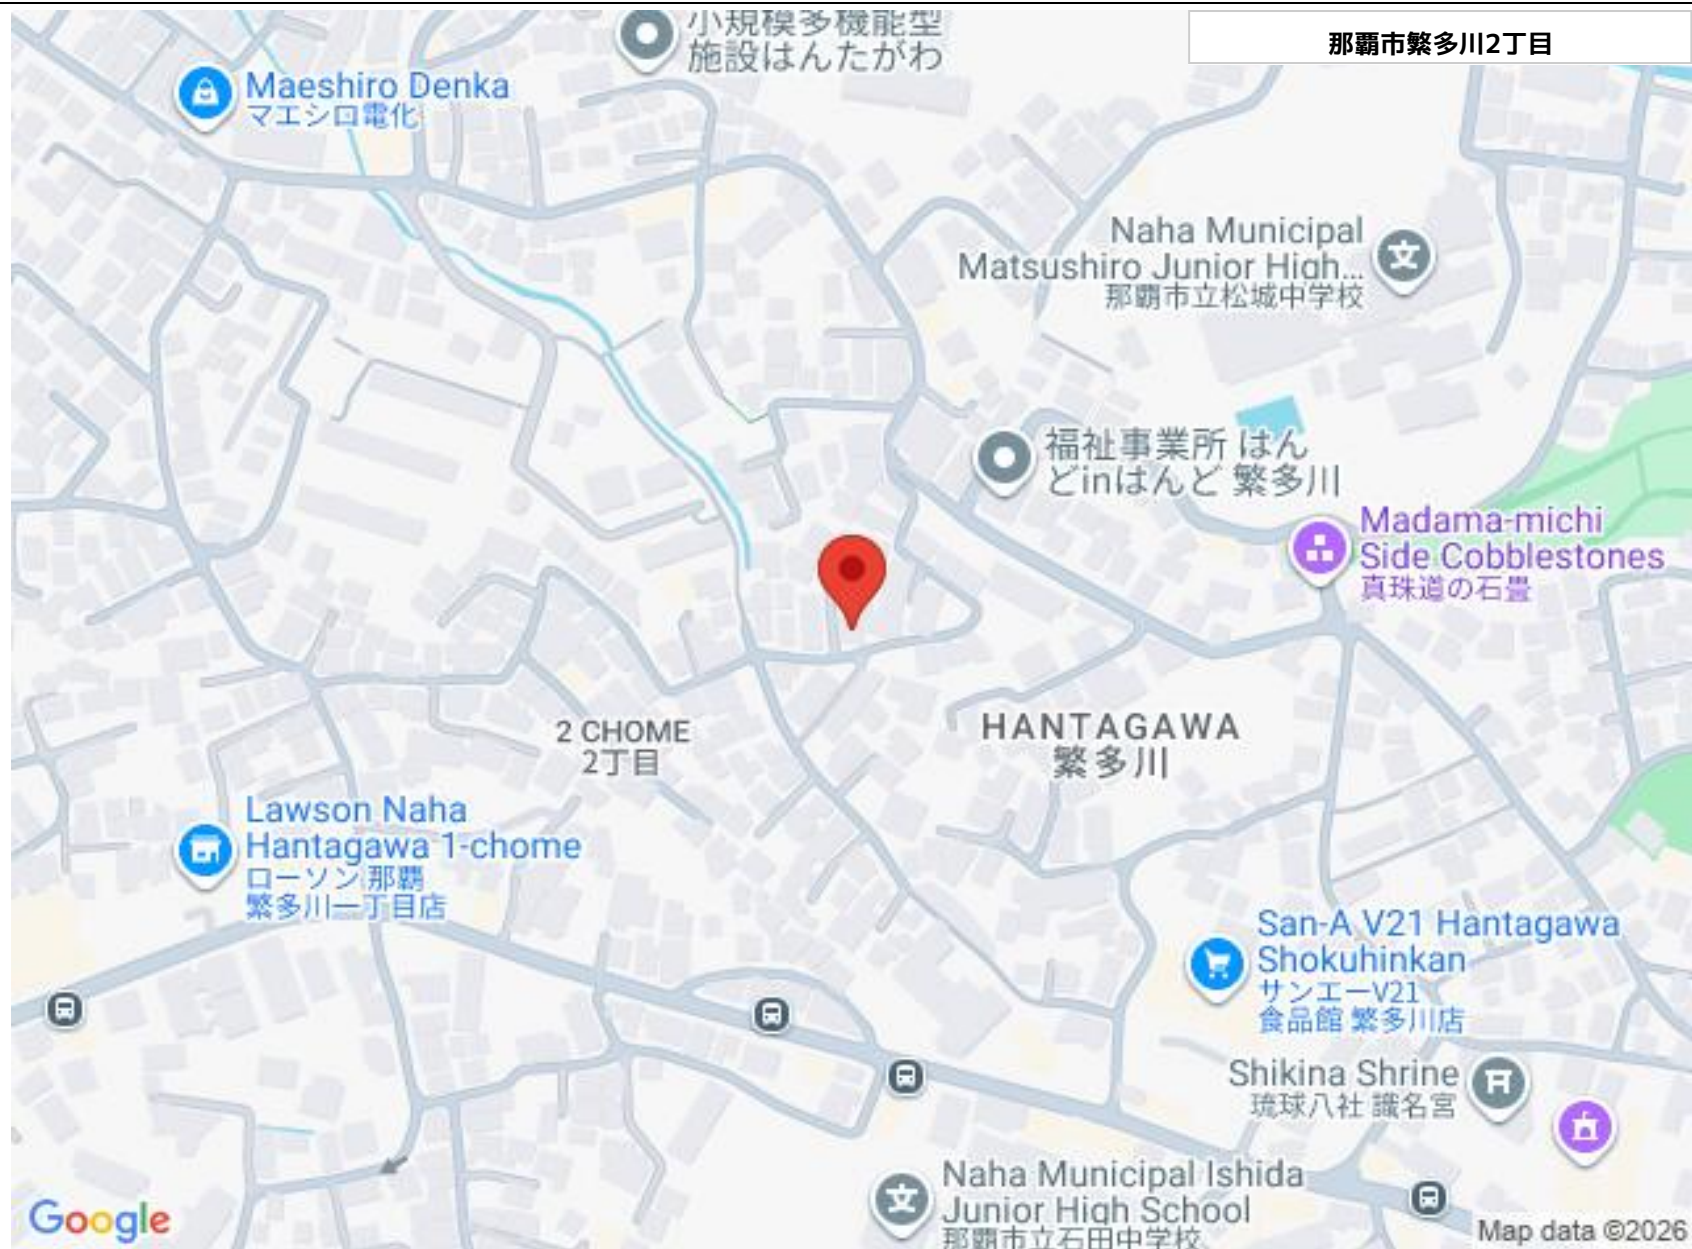 小規模多機能型
施設はんたがわ
那覇市繁多川2丁目
Maeshiro Denka
マエシロ電化
Naha Municipal
Matsushiro Junior High...
那覇市立松城中学校
福祉事業所 はん
どinはんど 繁多川
Madama-michi
Side Cobblestones
真珠道の石畳
2 CHOME
2丁目
HANTAGAWA
繁多川
Lawson Naha
Hantagawa 1-chome
ローソン 那覇
繁多川一丁目店
San-A V21 Hantagawa
Shokuhinkan
サンエーV21
食品館 繁多川店
Shikina Shrine
琉球八社 識名宮
Naha Municipal Ishida
Junior High School
那覇市立石田中学校
Google
Map data ©2026